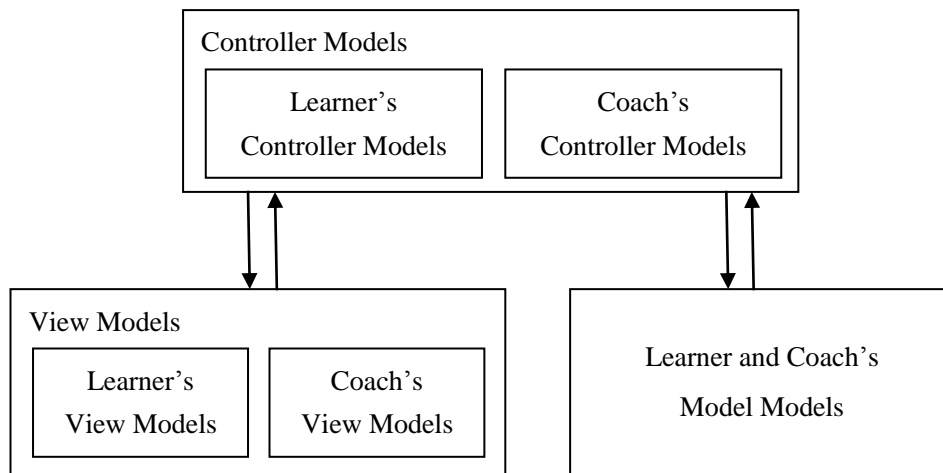 Controller Models
Learner’s
Controller Models
Coach’s
Controller Models
View Models
Learner’s
View Models
Coach’s
View Models
Learner and Coach’s
Model Models